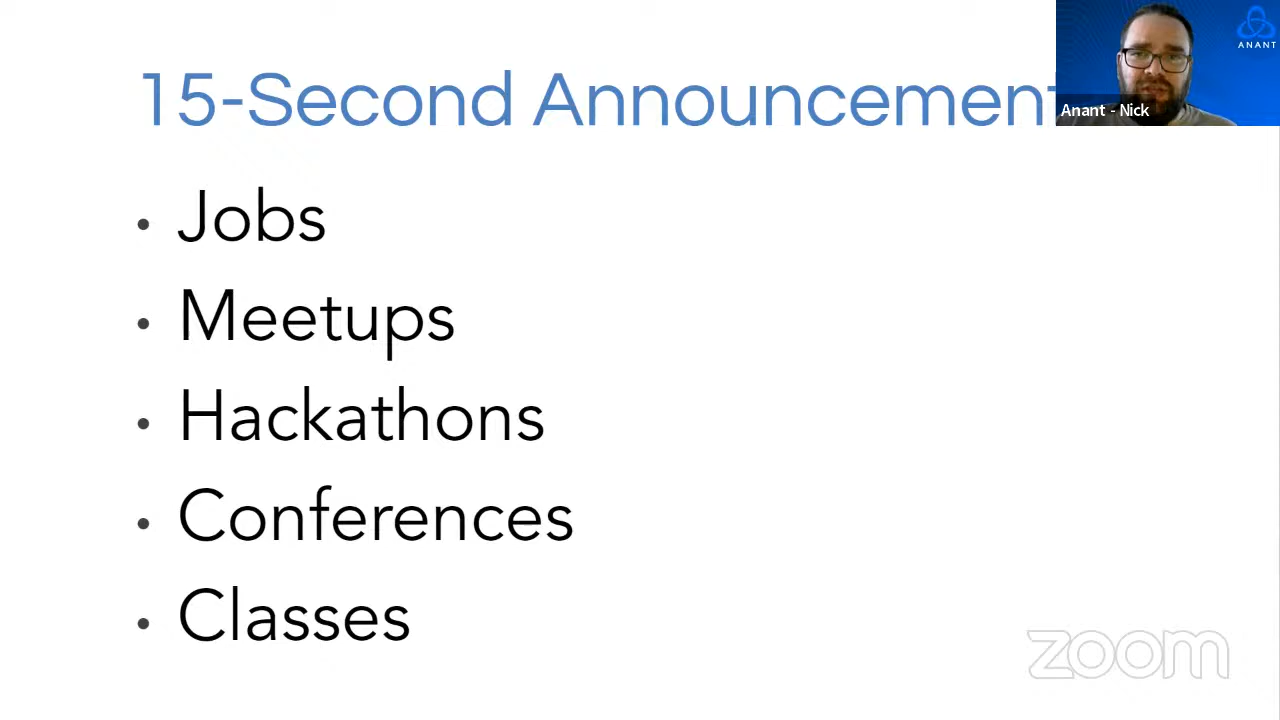 15-Second Announcement
ANANT
Anant - Nick
• Jobs
• Meetups
• Hackathons
• Conferences
• Classes
zoom